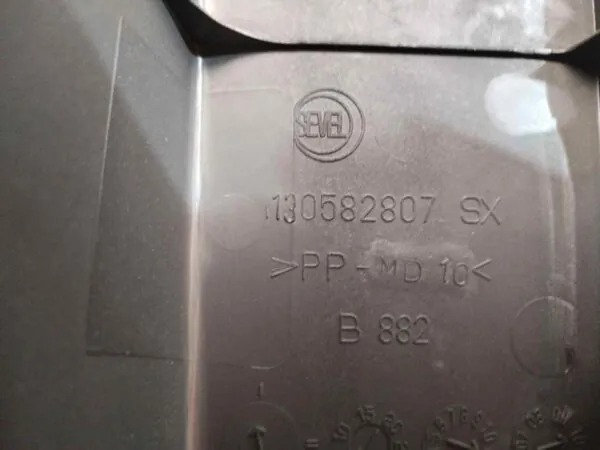 SEVEL
130582807 SX
>PP-MD 10<
B 882